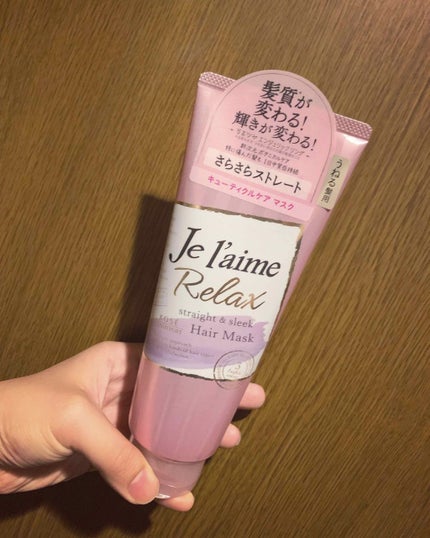 髪質が
変わる!
輝きが変わる!
さらさらストレート
キューティクルケア マスク
うねる髪用
Je l'aime
Relax
straight & sleek
Hair Mask